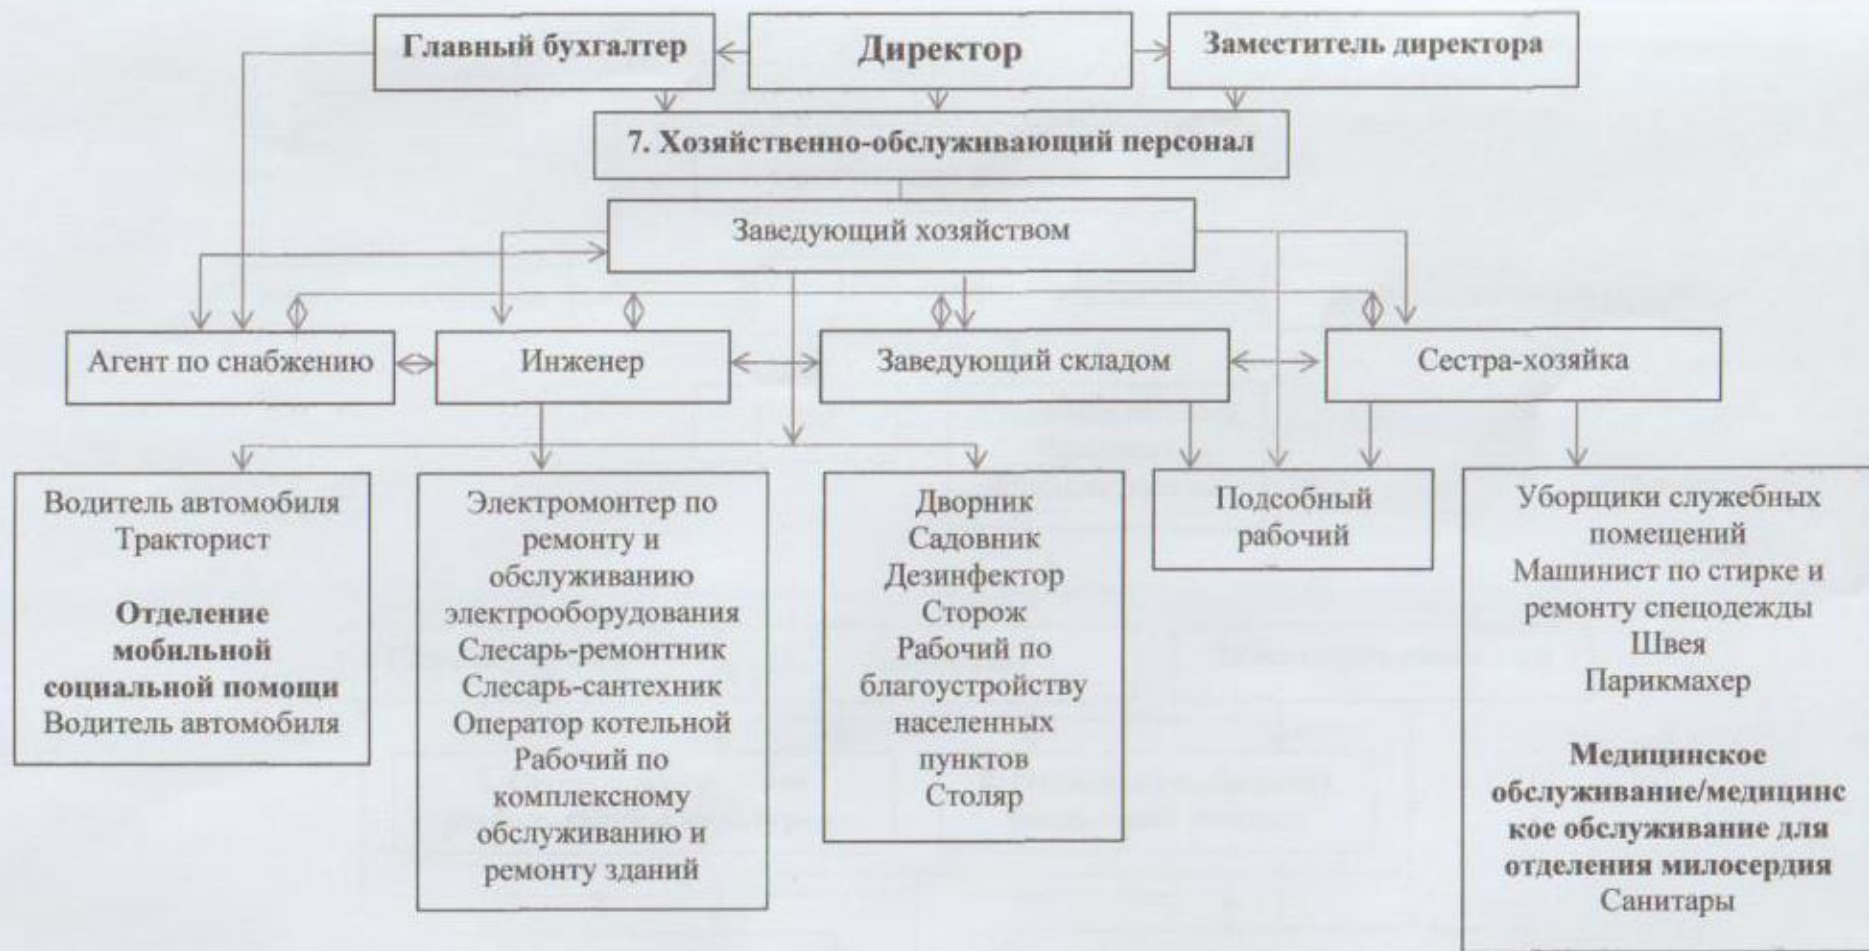 Главный бухгалтер
Директор
Заместитель директора
7. Хозяйственно-обслуживающий персонал
Заведующий хозяйством
Агент по снабжению
Инженер
Заведующий складом
Сестра-хозяйка
Водитель автомобиля
Тракторист
Отделение
мобильной
социальной помощи
Водитель автомобиля
Электромонтер по
ремонту и
обслуживанию
электрооборудования
Слесарь-ремонтник
Слесарь-сантехник
Оператор котельной
Рабочий по
комплексному
обслуживанию и
ремонту зданий
Дворник
Садовник
Дезинфектор
Сторож
Рабочий по
благоустройству
населенных
пунктов
Столяр
Подсобный
рабочий
Уборщики служебных
помещений
Машинист по стирке и
ремонту спецодежды
Швея
Парикмахер
Медицинское
обслуживание/медицинс
кое обслуживание для
отделения милосердия
Санитары